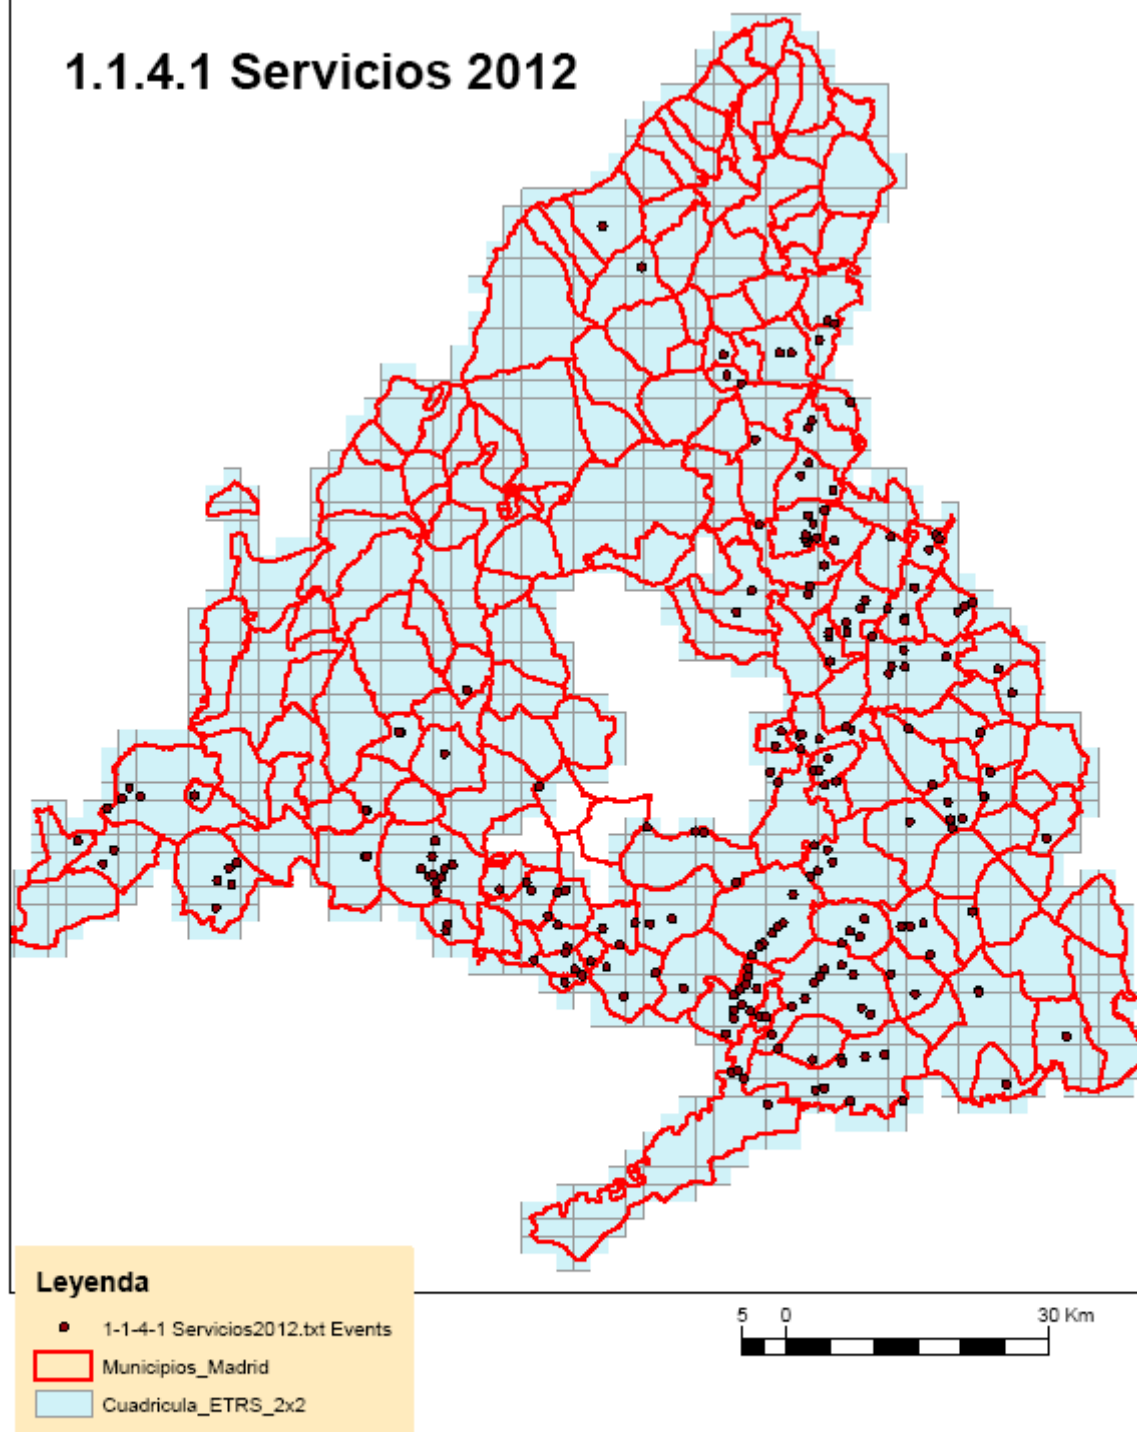 1.1.4.1 Servicios 2012
Leyenda
1-1-4-1 Servicios2012.txt Events
Municipios_Madrid
Cuadricula_ETRS_2x2
5 0 30 Km